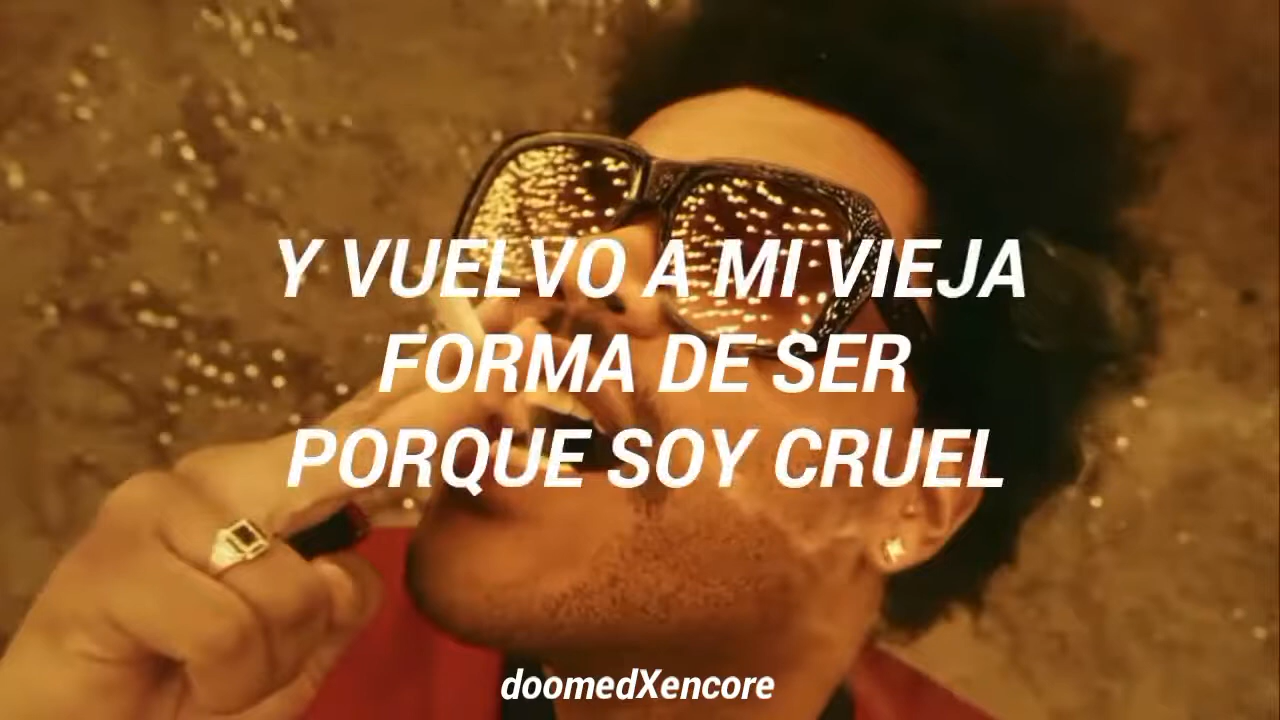 Y VUELVO A MI VIEJA
FORMA DE SER
PORQUE SOY CRUEL
doomedXencore